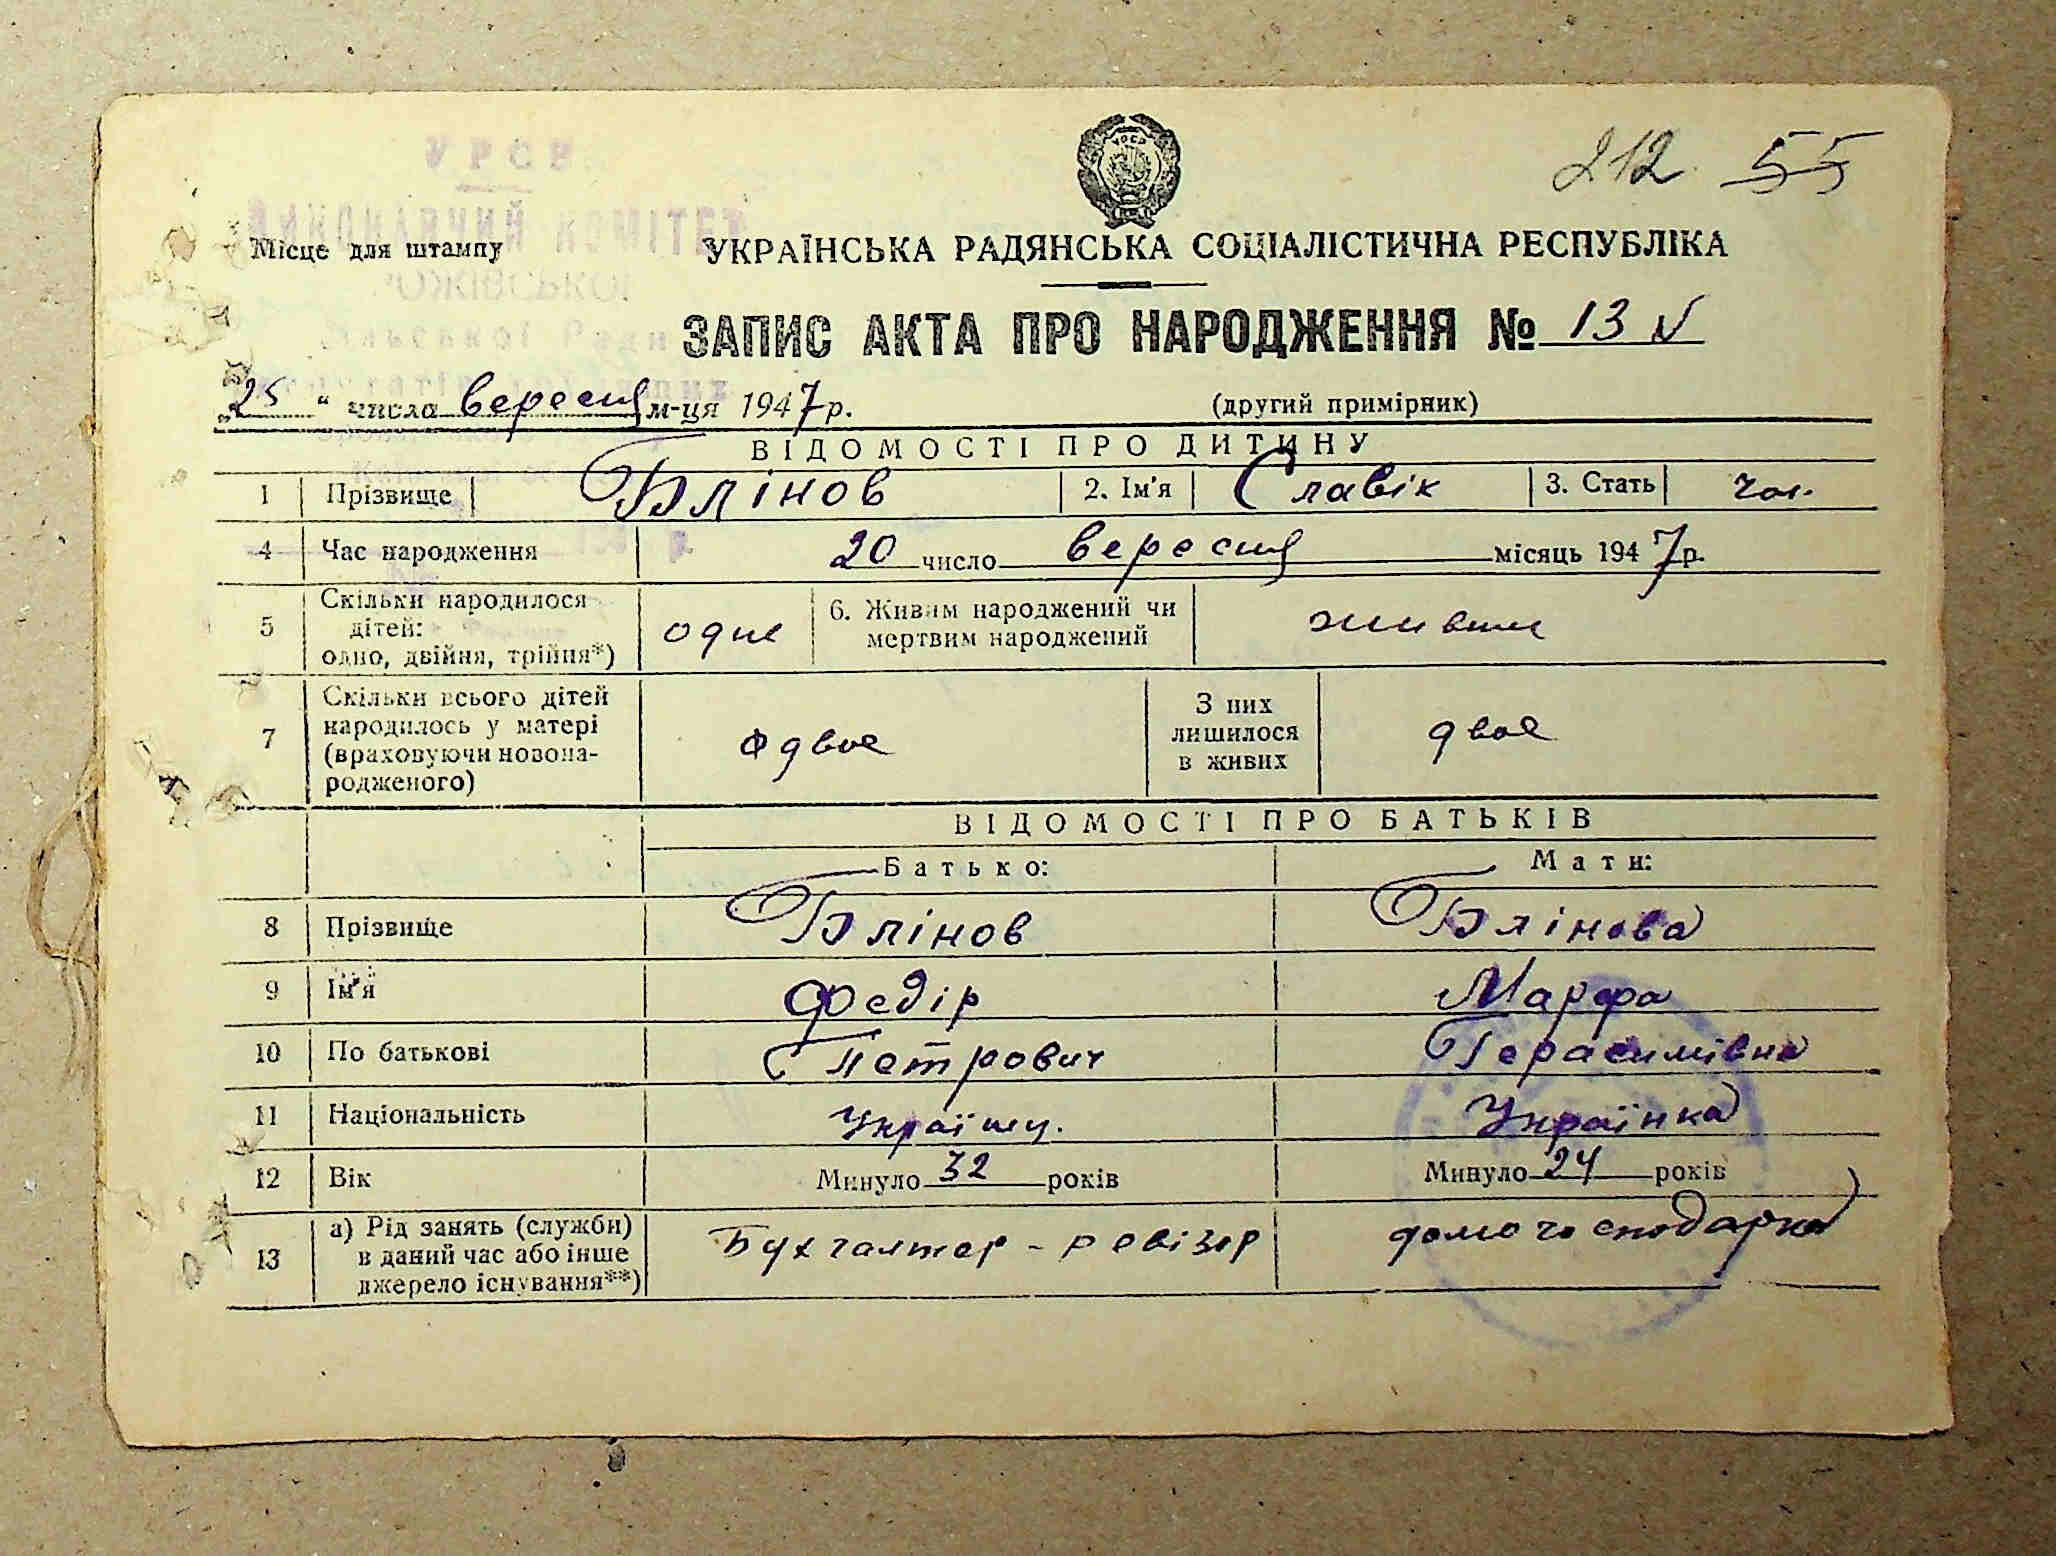 212 55
УРСР
ВИКОНАВЧИЙ КОМІТЕТ
Місце для штампу
УКРАЇНСЬКА РАДЯНСЬКА СОЦІАЛІСТИЧНА РЕСПУБЛІКА
ЗАПИС АКТА ПРО НАРОДЖЕННЯ № 13
„25“ числа вересня м-ця 1947 р. (другий примірник)
ВІДОМОСТІ ПРО ДИТИНУ
1 Прізвище Блінов 2. Ім'я Славік 3. Стать чол.
4 Час народження 20 число вересня місяць 1947 р.
5 Скільки народилося
дітей:
одно, двійня, трійня*) одне
6. Живим народжений чи
мертвим народжений живим
7 Скільки всього дітей
народилось у матері
(враховуючи новона-
родженого) двоє
З них
лишилося
в живих двоє
ВІДОМОСТІ ПРО БАТЬКІВ
Батько: Мати:
8 Прізвище Блінов Блінова
9 Ім'я Федір Марфа
10 По батькові Петрович Герасимівна
11 Національність Українц. Українка
12 Вік Минуло 32 років Минуло 24 років
13 а) Рід занять (служби)
в даний час або інше
джерело існування**) Бухгалтер - ревізор домогосподарка